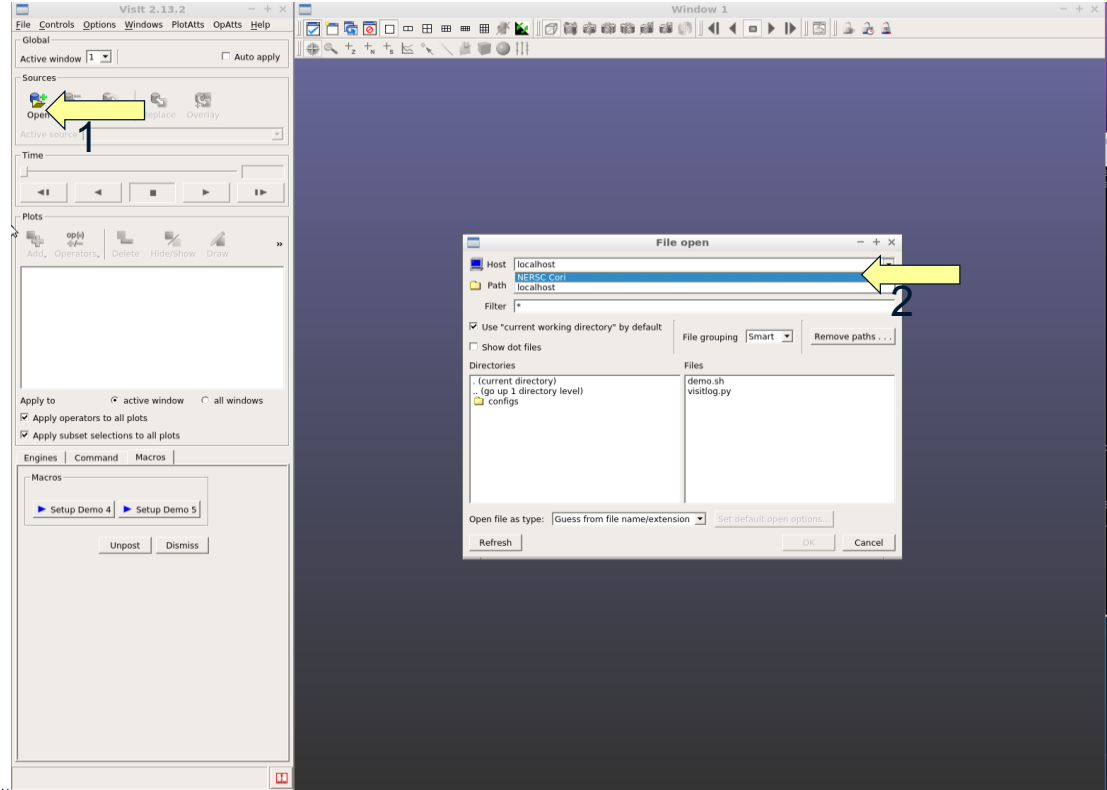 VisIt 2.13.2
File Controls Options Windows PlotAtts OpAtts Help
Global
Active window 1
Auto apply
Sources
Open
Overlay
1
Active source
Time
Plots
op(•)
+/−
Add Operators Delete Hide/Show Draw
»
Apply to active window all windows
Apply operators to all plots
Apply subset selections to all plots
Engines Command Macros
Macros
Setup Demo 4 Setup Demo 5
Unpost Dismiss
Window 1
File open
Host localhost
NERSC Cori
Path localhost
2
Filter *
Use "current working directory" by default
Show dot files
File grouping Smart Remove paths . . .
Directories Files
. (current directory)
.. (go up 1 directory level)
configs
demo.sh
visitlog.py
Open file as type: Guess from file name/extension Set default open options...
Refresh OK Cancel